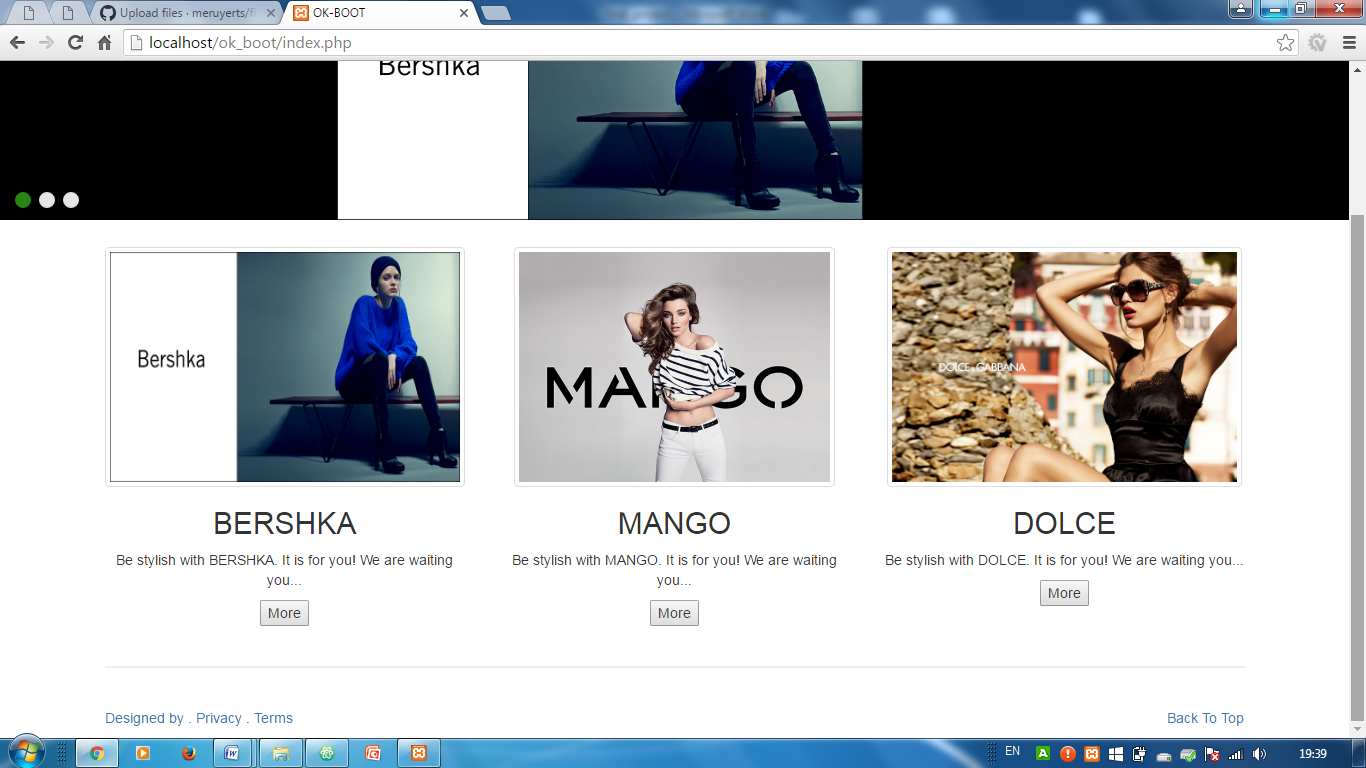 Upload files · meruyerts/fi
OK-BOOT
localhost/ok_boot/index.php
Bershka
Bershka
MANGO
DOLCE & GABBANA
BERSHKA
MANGO
DOLCE
Be stylish with BERSHKA. It is for you! We are waiting
you...
Be stylish with MANGO. It is for you! We are waiting
you...
Be stylish with DOLCE. It is for you! We are waiting you...
More
More
More
Designed by . Privacy . Terms
Back To Top
EN
19:39